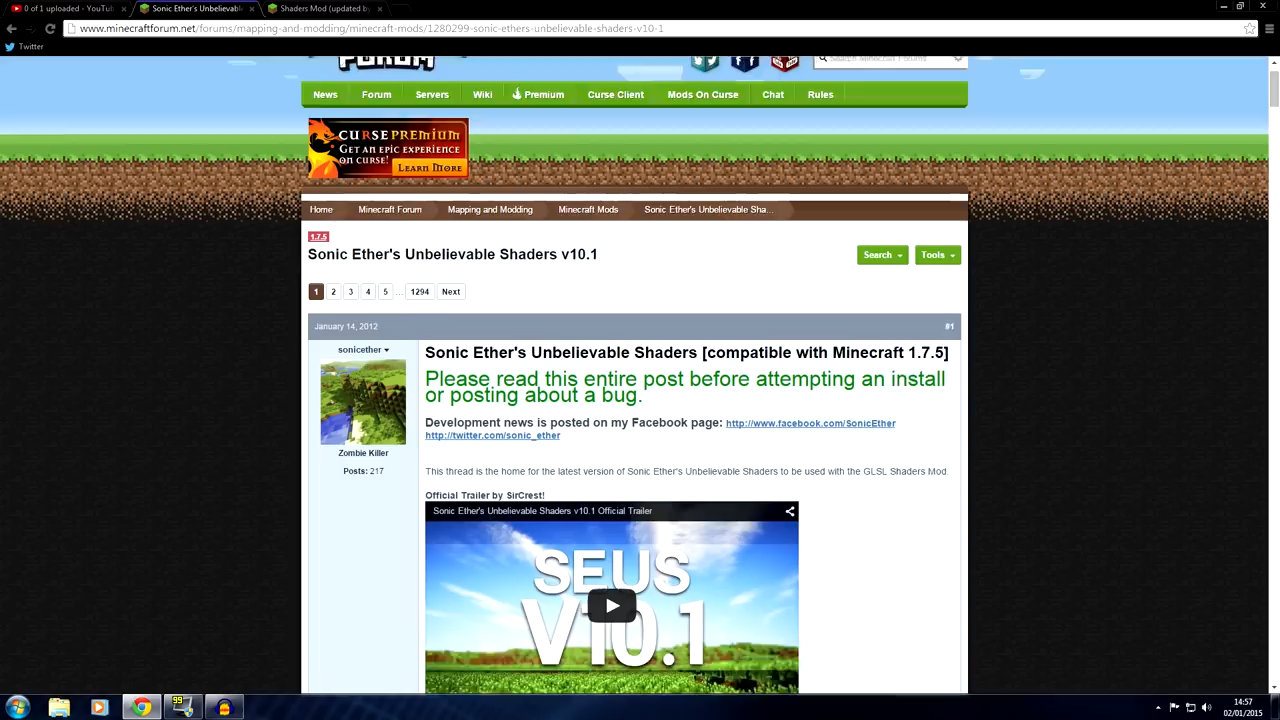 0 of 1 uploaded - YouTub
Sonic Ether's Unbelievabl
Shaders Mod (updated by
www.minecraftforum.net/forums/mapping-and-modding/minecraft-mods/1280299-sonic-ethers-unbelievable-shaders-v10-1
Twitter
FORUM
Search Minecraft Forums
News
Forum
Servers
Wiki
Premium
Curse Client
Mods On Curse
Chat
Rules
CURSE PREMIUM
GET AN EPIC EXPERIENCE
ON CURSE!
LEARN MORE
Home
Minecraft Forum
Mapping and Modding
Minecraft Mods
Sonic Ether's Unbelievable Sha...
1.7.5
Sonic Ether's Unbelievable Shaders v10.1
Search
Tools
1 2 3 4 5 ... 1294 Next
January 14, 2012
#1
sonicether
Zombie Killer
Posts: 217
Sonic Ether's Unbelievable Shaders [compatible with Minecraft 1.7.5]
Please read this entire post before attempting an install
or posting about a bug.
Development news is posted on my Facebook page: http://www.facebook.com/SonicEther
http://twitter.com/sonic_ether
This thread is the home for the latest version of Sonic Ether's Unbelievable Shaders to be used with the GLSL Shaders Mod.
Official Trailer by SirCrest!
Sonic Ether's Unbelievable Shaders v10.1 Official Trailer
SEUS
V10.1
99
14:57
02/01/2015